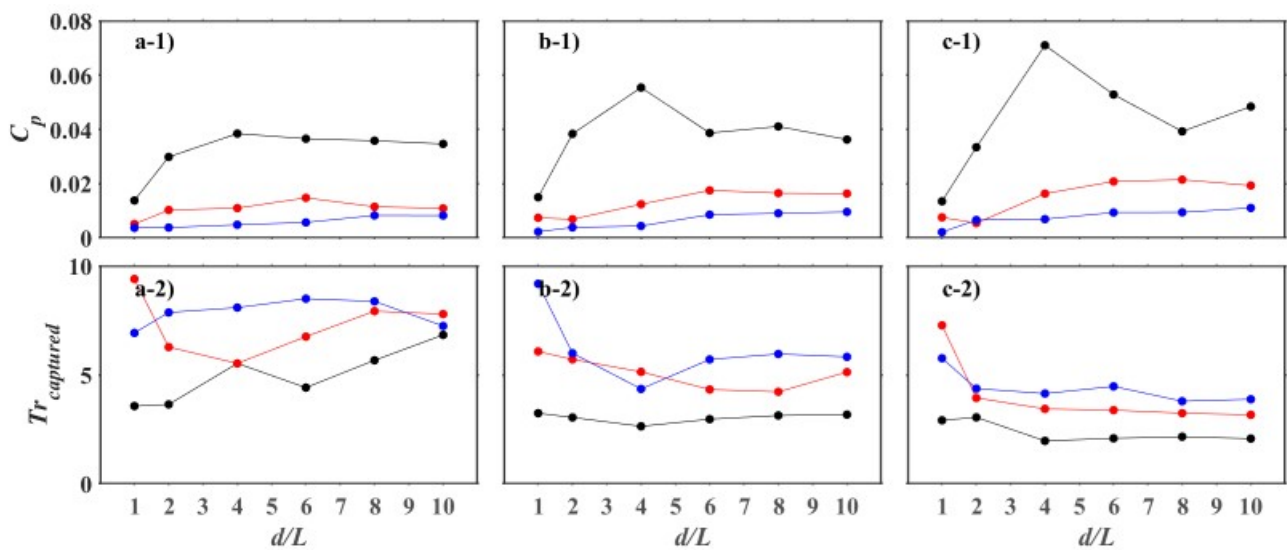 a-1) b-1) c-1)
0.08
0.06
0.04
0.02
0
C_p
a-2) b-2) c-2)
10
5
0
Tr_captured
1 2 3 4 5 6 7 8 9 10 1 2 3 4 5 6 7 8 9 10 1 2 3 4 5 6 7 8 9 10
d/L d/L d/L